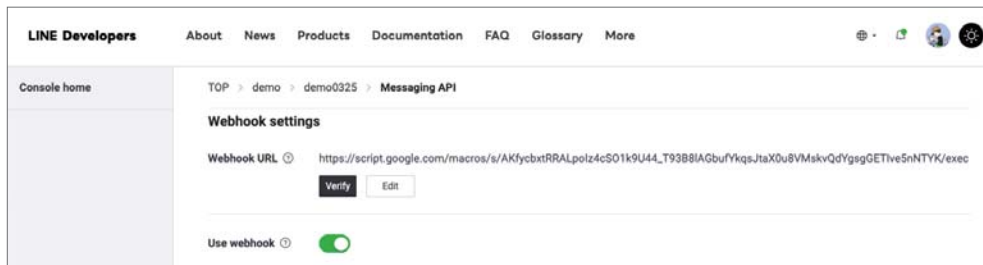 LINE Developers About News Products Documentation FAQ Glossary More
Console home
TOP > demo > demo0325 > Messaging API
Webhook settings
Webhook URL ? https://script.google.com/macros/s/AKfycbxtRRALpoIz4cSO1k9U44_T93B8lAGbufYkqsJtaX0u8VMskvQdYgsgGETIve5nNTYK/exec
Verify Edit
Use webhook ?